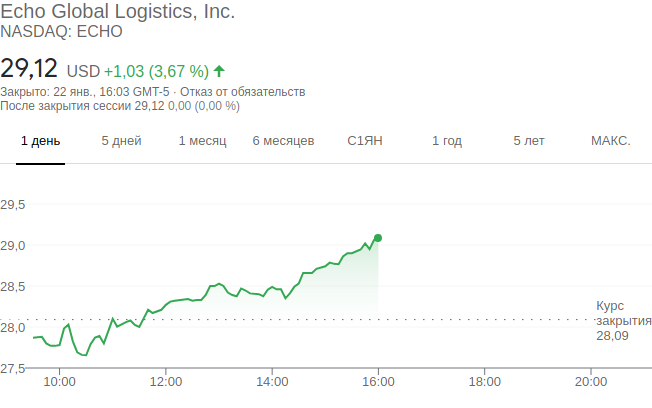 Echo Global Logistics, Inc.
NASDAQ: ECHO
29,12 USD +1,03 (3,67 %)
Закрыто: 22 янв., 16:03 GMT-5 · Отказ от обязательств
После закрытия сессии 29,12 0,00 (0,00 %)
1 день 5 дней 1 месяц 6 месяцев С1ЯН 1 год 5 лет МАКС.
29,5
29,0
28,5
28,0
27,5
Курс
закрытия
28,09
10:00 12:00 14:00 16:00 18:00 20:00